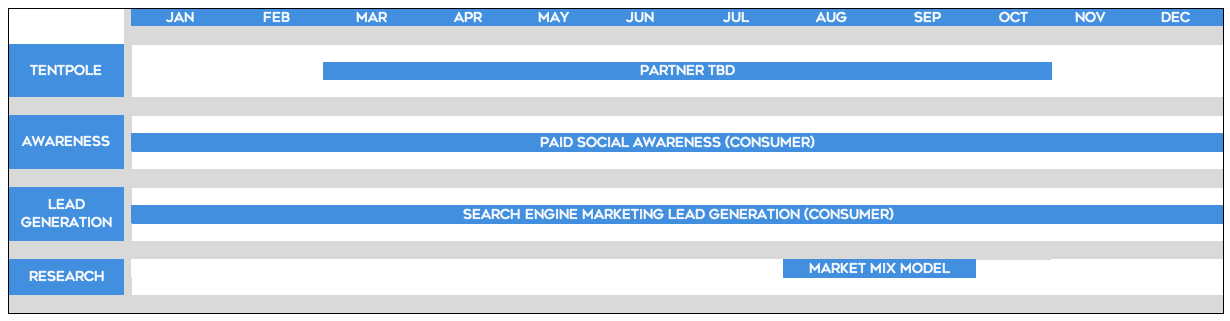 JAN FEB MAR APR MAY JUN JUL AUG SEP OCT NOV DEC
TENTPOLE
PARTNER TBD
AWARENESS
PAID SOCIAL AWARENESS (CONSUMER)
LEAD
GENERATION
SEARCH ENGINE MARKETING LEAD GENERATION (CONSUMER)
RESEARCH
MARKET MIX MODEL